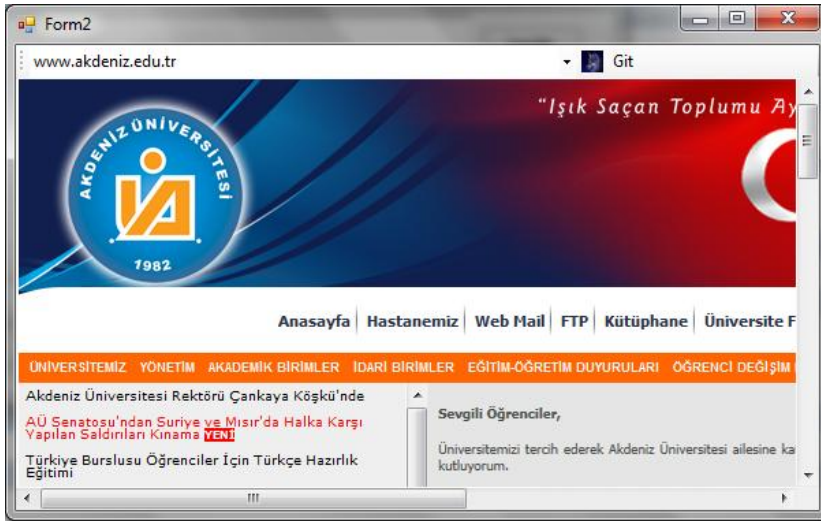 Form2
www.akdeniz.edu.tr
Git
"Işık Saçan Toplumu Ay
AKDENİZ ÜNİVERSİTESİ
1982
Anasayfa Hastanemiz Web Mail FTP Kütüphane Üniversite F
ÜNİVERSİTEMİZ YÖNETİM AKADEMİK BİRİMLER İDARİ BİRİMLER EĞİTİM-ÖĞRETİM DUYURULARI ÖĞRENCİ DEĞİŞİM
Akdeniz Üniversitesi Rektörü Çankaya Köşkü'nde
AÜ Senatosu'ndan Suriye ve Mısır'da Halka Karşı
Yapılan Saldırıları Kınama YENİ
Türkiye Burslusu Öğrenciler İçin Türkçe Hazırlık
Eğitimi
Sevgili Öğrenciler,
Üniversitemizi tercih ederek Akdeniz Üniversitesi ailesine ka
kutluyorum.